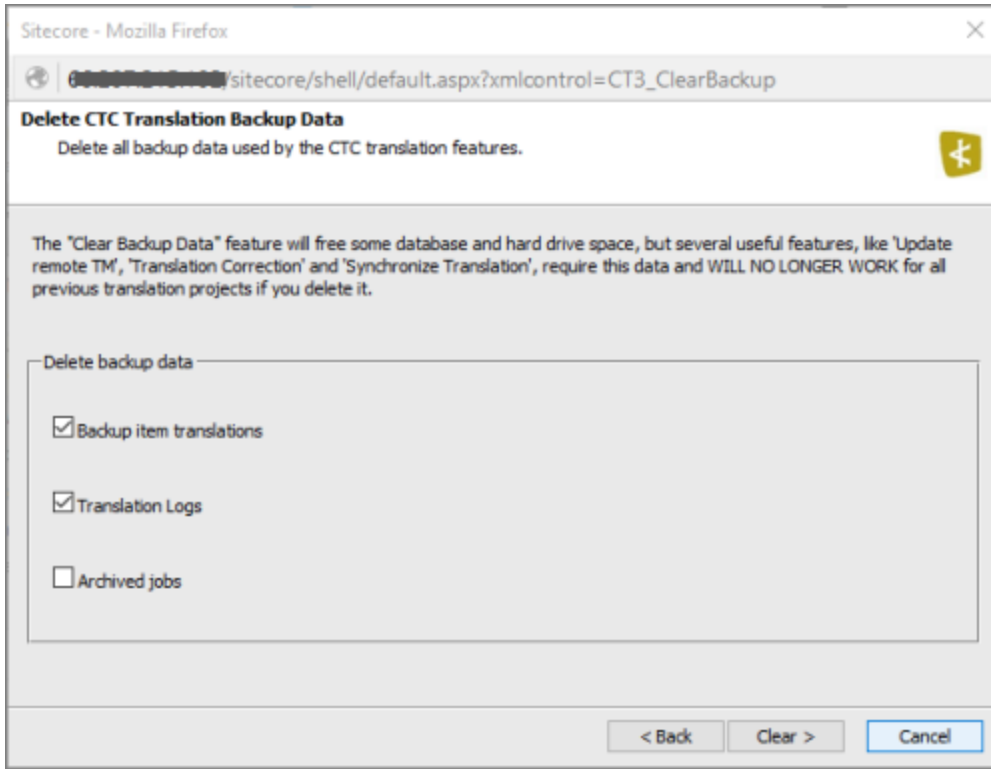 Sitecore - Mozilla Firefox
/sitecore/shell/default.aspx?xmlcontrol=CT3_ClearBackup
Delete CTC Translation Backup Data
Delete all backup data used by the CTC translation features.
The "Clear Backup Data" feature will free some database and hard drive space, but several useful features, like 'Update
remote TM', 'Translation Correction' and 'Synchronize Translation', require this data and WILL NO LONGER WORK for all
previous translation projects if you delete it.
Delete backup data
Backup item translations
Translation Logs
Archived jobs
< Back
Clear >
Cancel